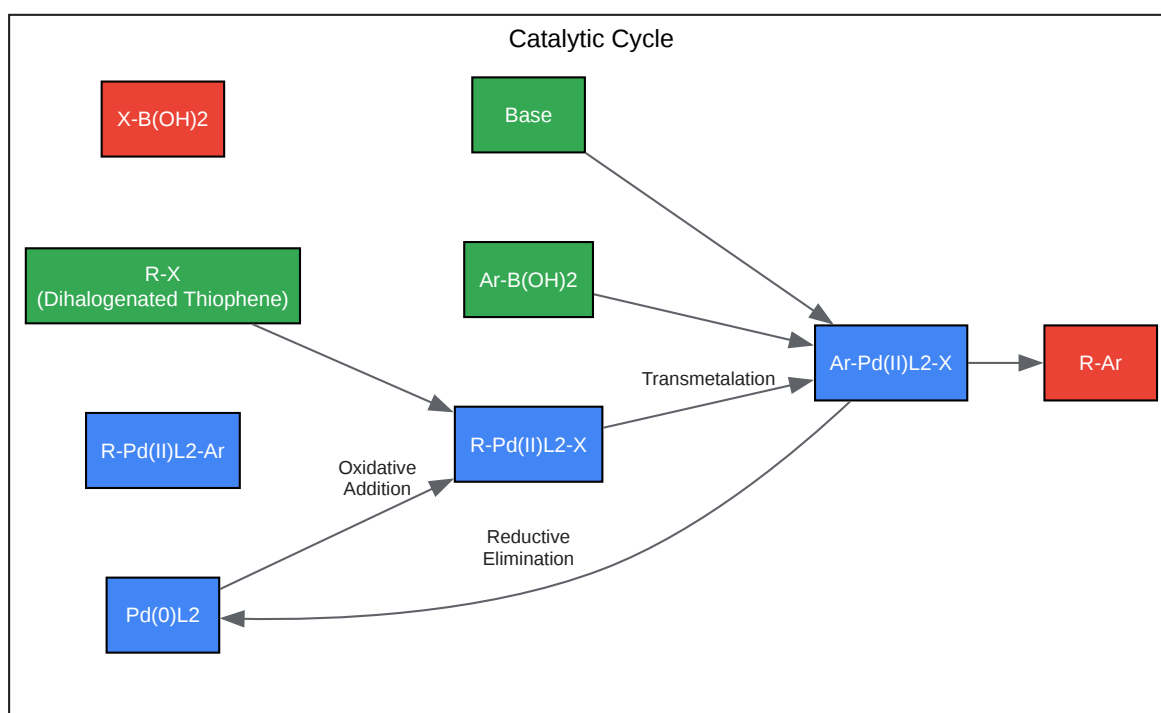 Catalytic Cycle
X-B(OH)2
Base
R-X
(Dihalogenated Thiophene)
Ar-B(OH)2
Ar-Pd(II)L2-X
R-Ar
Transmetalation
R-Pd(II)L2-Ar
R-Pd(II)L2-X
Oxidative
Addition
Reductive
Elimination
Pd(0)L2